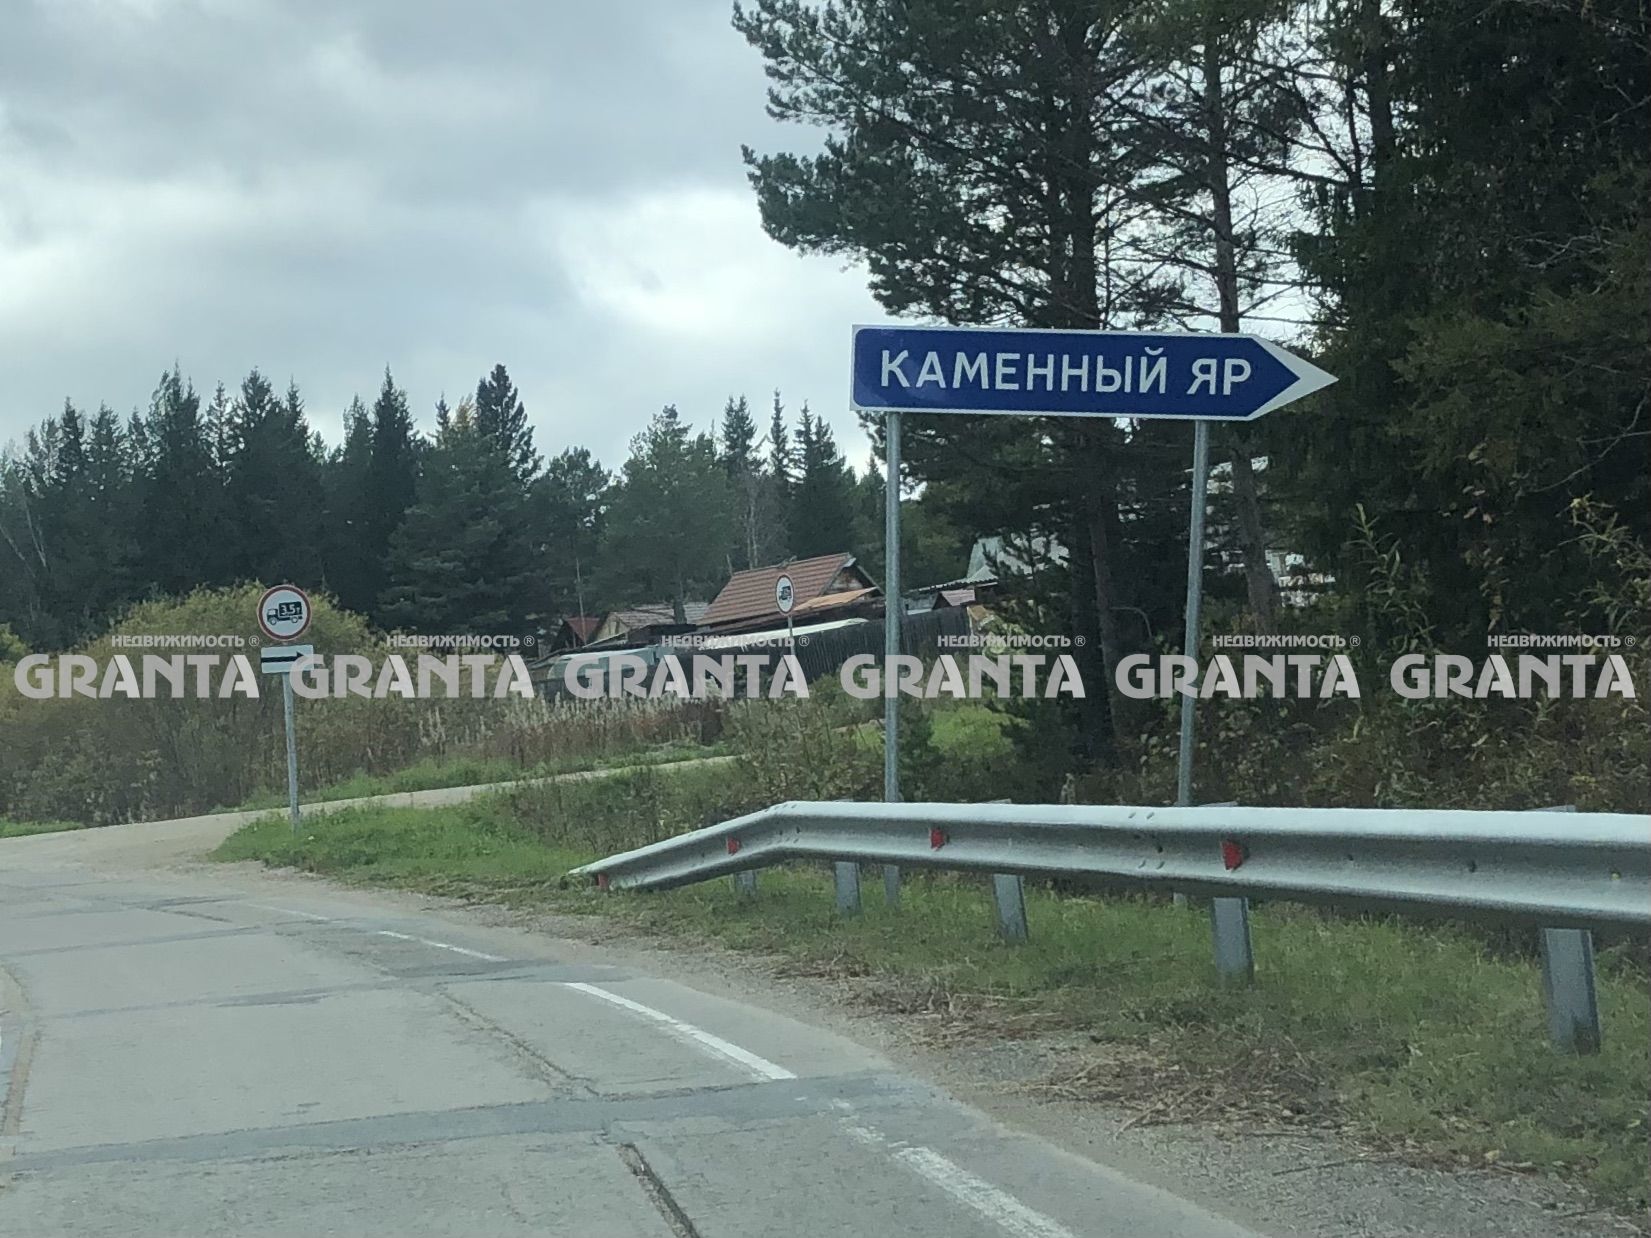 КАМЕННЫЙ ЯР
3,5т
НЕДВИЖИМОСТЬ ® НЕДВИЖИМОСТЬ ® НЕДВИЖИМОСТЬ ® НЕДВИЖИМОСТЬ ® НЕДВИЖИМОСТЬ ® НЕДВИЖИМОСТЬ ®
GRANTA GRANTA GRANTA GRANTA GRANTA GRANTA